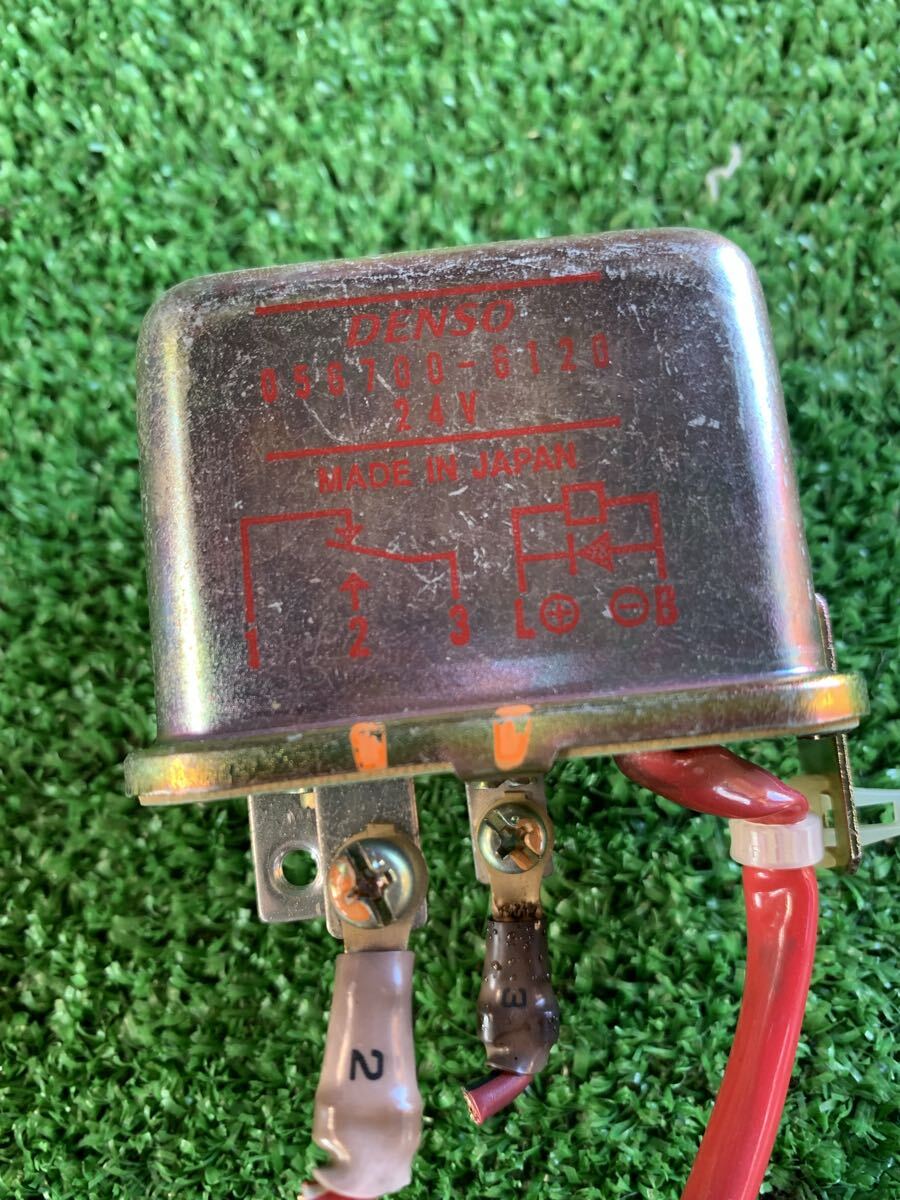 DENSO
056700-6120
24V
MADE IN JAPAN
1 2 3 L⊕ ⊖B
2
3